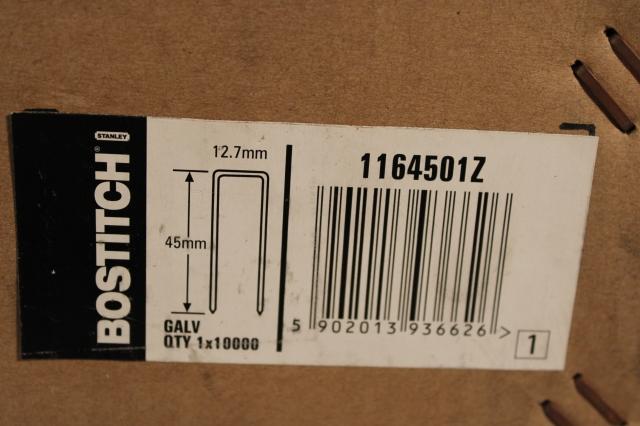 STANLEY
BOSTITCH®
12.7mm
45mm
GALV
QTY 1x10000
1164501Z
5 902013 936626 >
1